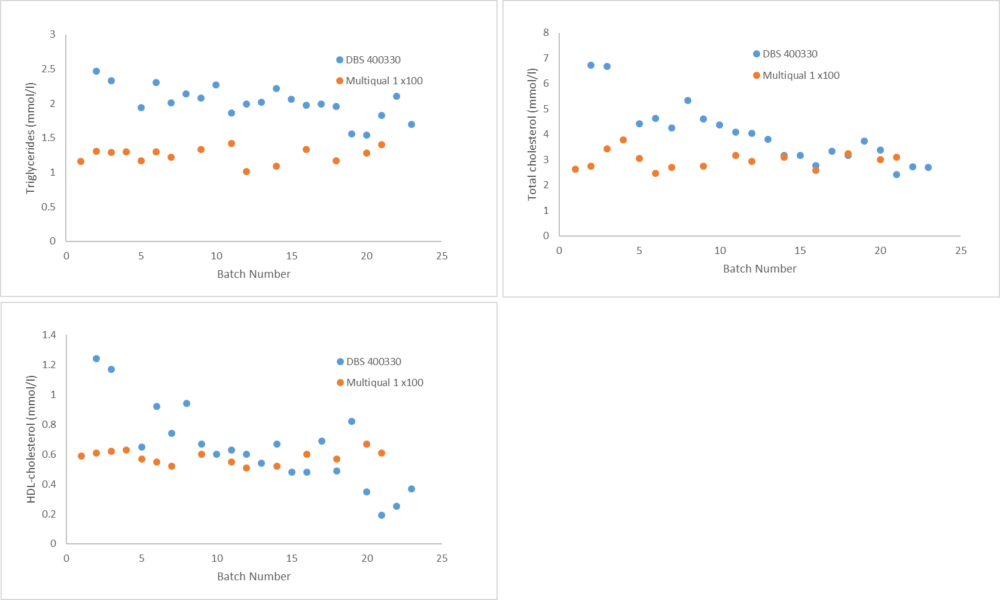 3
2.5
2
1.5
1
0.5
0
0 5 10 15 20 25
Triglycerides (mmol/l)
Batch Number
DBS 400330
Multiqual 1 x100
8
7
6
5
4
3
2
1
0
0 5 10 15 20 25
Total cholesterol (mmol/l)
Batch Number
DBS 400330
Multiqual 1 x100
1.4
1.2
1
0.8
0.6
0.4
0.2
0
0 5 10 15 20 25
HDL-cholesterol (mmol/l)
Batch Number
DBS 400330
Multiqual 1 x100